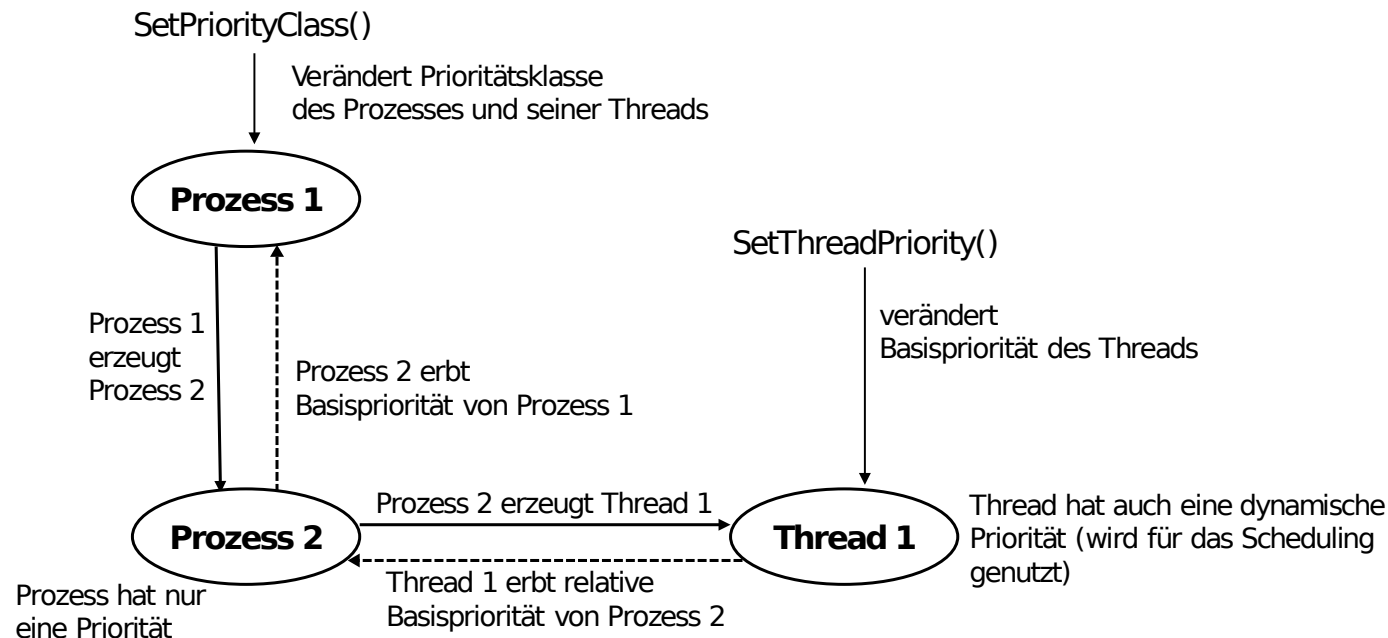 SetPriorityClass()
Verändert Prioritätsklasse
des Prozesses und seiner Threads
Prozess 1
SetThreadPriority()
verändert
Basispriorität des Threads
Prozess 1
erzeugt
Prozess 2
Prozess 2 erbt
Basispriorität von Prozess 1
Prozess 2 erzeugt Thread 1
Prozess 2
Thread 1
Thread hat auch eine dynamische
Priorität (wird für das Scheduling
genutzt)
Thread 1 erbt relative
Basispriorität von Prozess 2
Prozess hat nur
eine Priorität